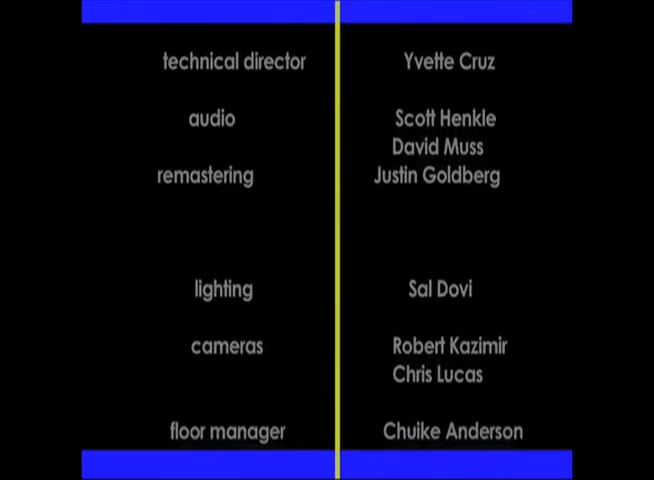 technical director Yvette Cruz
audio Scott Henkle
David Muss
remastering Justin Goldberg
lighting Sal Dovi
cameras Robert Kazimir
Chris Lucas
floor manager Chuike Anderson